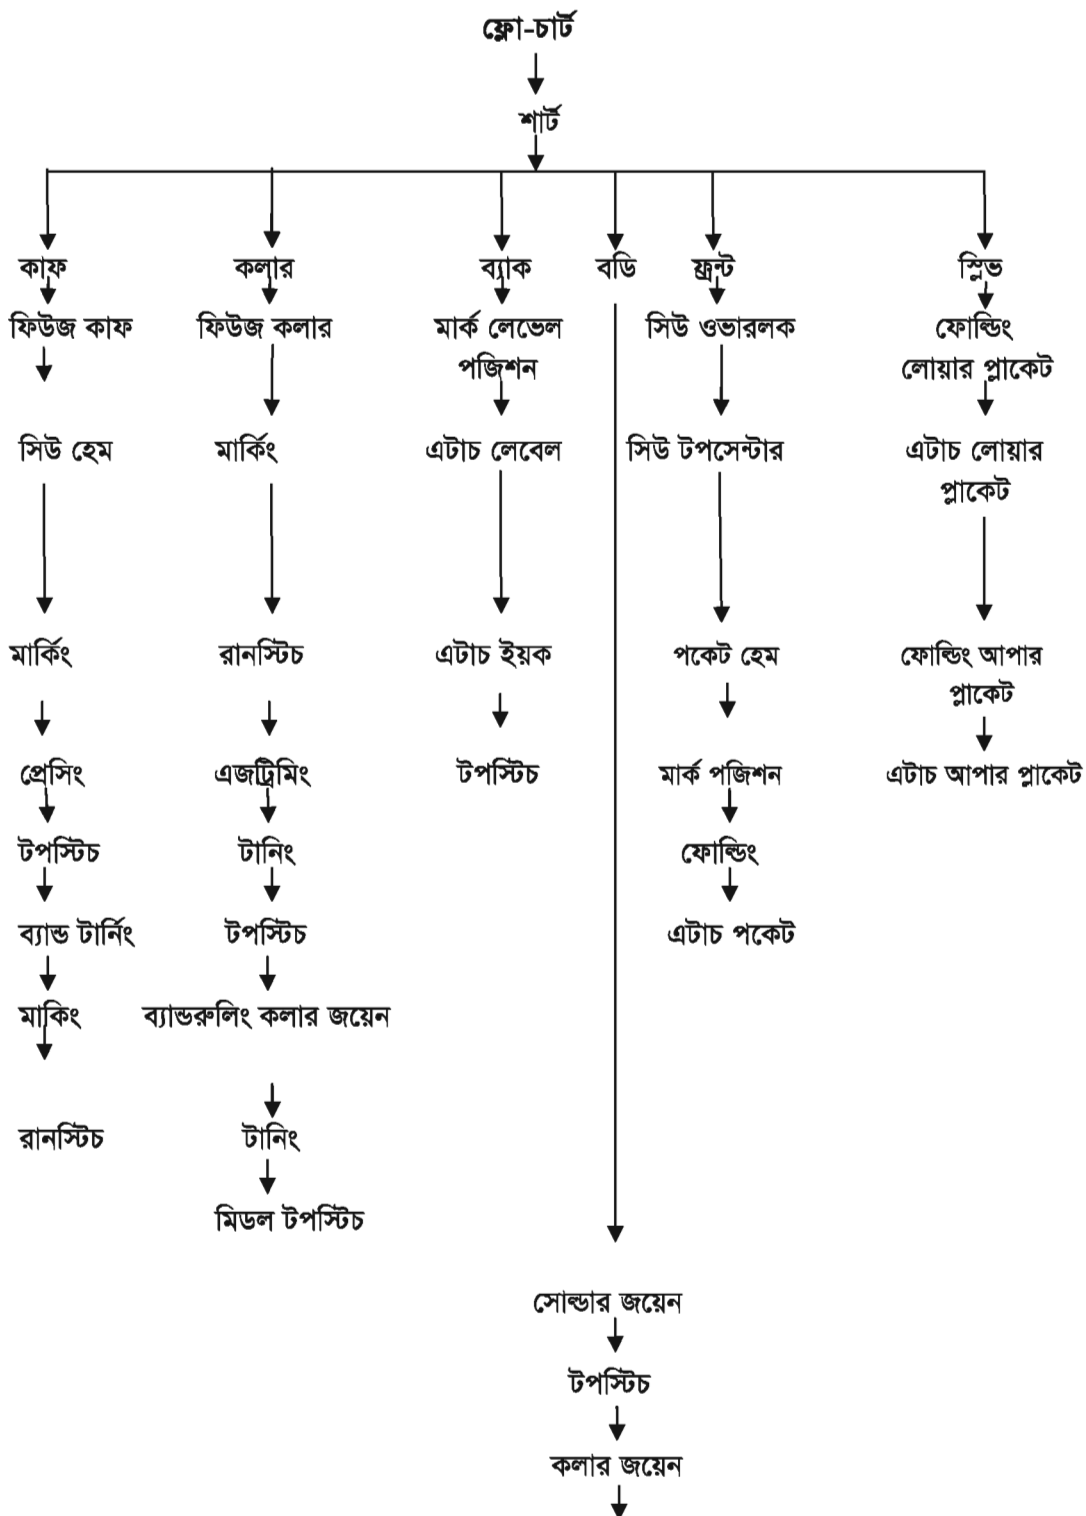 ফ্লো-চার্ট
শার্ট
কাফ কলার ব্যাক বডি ফ্রন্ট স্লিভ
ফিউজ কাফ ফিউজ কলার মার্ক লেভেল সিউ ওভারলক ফোল্ডিং
পজিশন লোয়ার প্লাকেট
সিউ হেম মার্কিং এটাচ লেবেল সিউ টপসেন্টার এটাচ লোয়ার
প্লাকেট
মার্কিং রানস্টিচ এটাচ ইয়ক পকেট হেম ফোল্ডিং আপার
প্লাকেট
প্রেসিং এজট্রিমিং টপস্টিচ মার্ক পজিশন এটাচ আপার প্লাকেট
টপস্টিচ টানিং ফোল্ডিং
ব্যান্ড টার্নিং টপস্টিচ এটাচ পকেট
মাকিং ব্যান্ডরুলিং কলার জয়েন
রানস্টিচ টানিং
মিডল টপস্টিচ
সোল্ডার জয়েন
টপস্টিচ
কলার জয়েন